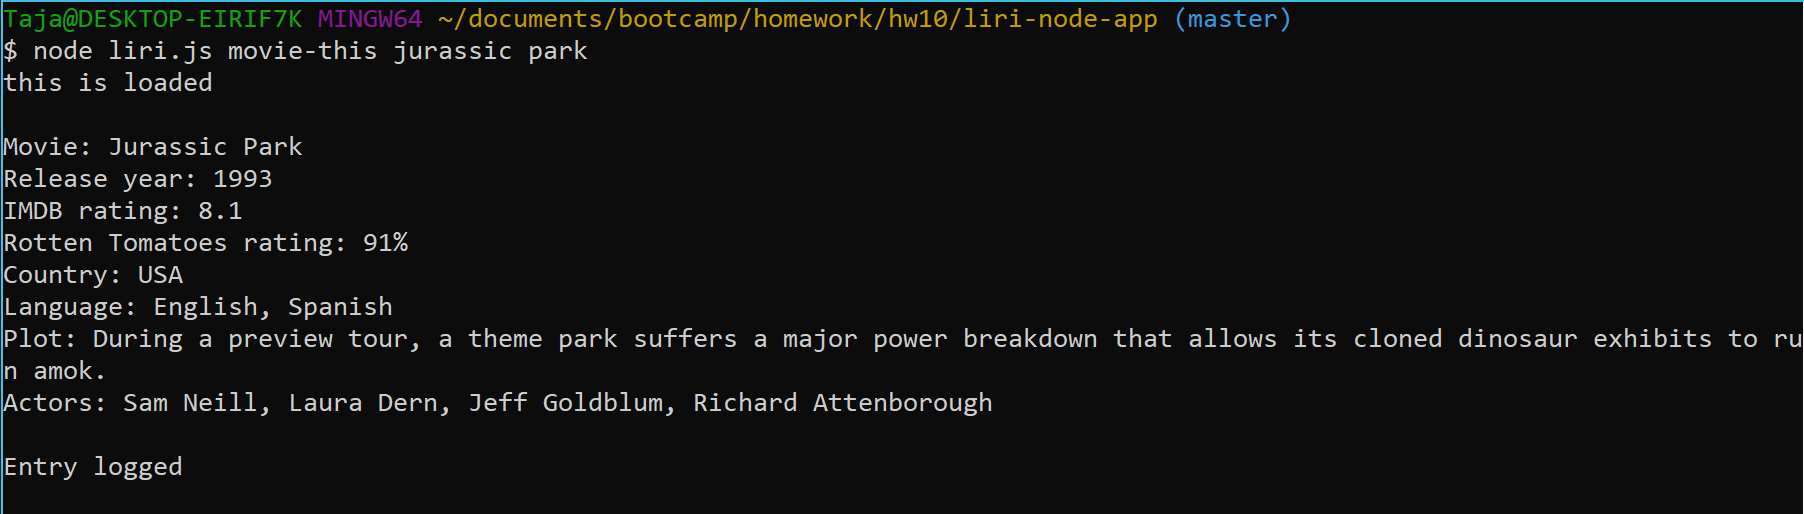 Taja@DESKTOP-EIRIF7K MINGW64 ~/documents/bootcamp/homework/hw10/liri-node-app (master)
$ node liri.js movie-this jurassic park
this is loaded
Movie: Jurassic Park
Release year: 1993
IMDB rating: 8.1
Rotten Tomatoes rating: 91%
Country: USA
Language: English, Spanish
Plot: During a preview tour, a theme park suffers a major power breakdown that allows its cloned dinosaur exhibits to ru
n amok.
Actors: Sam Neill, Laura Dern, Jeff Goldblum, Richard Attenborough
Entry logged